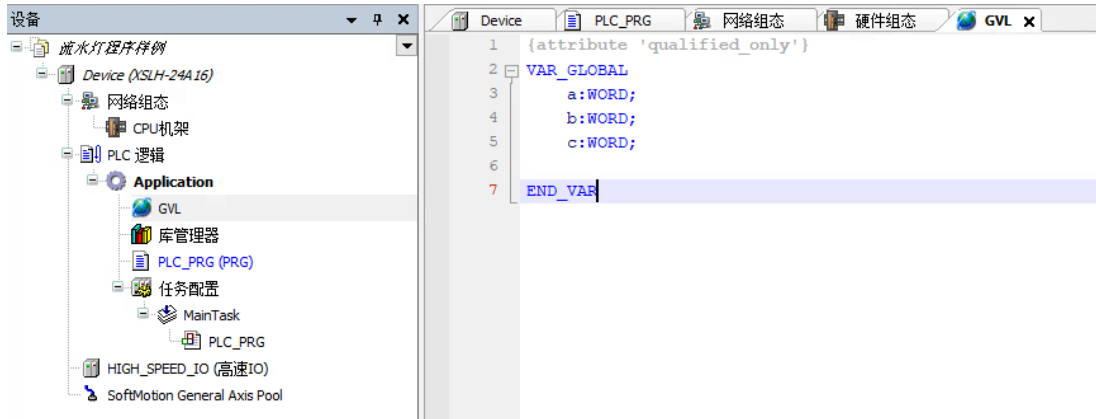 设备
流水灯程序样例
Device (XSLH-24A16)
网络组态
CPU机架
PLC 逻辑
Application
GVL
库管理器
PLC_PRG (PRG)
任务配置
MainTask
PLC_PRG
HIGH_SPEED_IO (高速IO)
SoftMotion General Axis Pool
Device PLC_PRG 网络组态 硬件组态 GVL
1 {attribute 'qualified_only'}
2 VAR_GLOBAL
3 a:WORD;
4 b:WORD;
5 c:WORD;
6
7 END_VAR